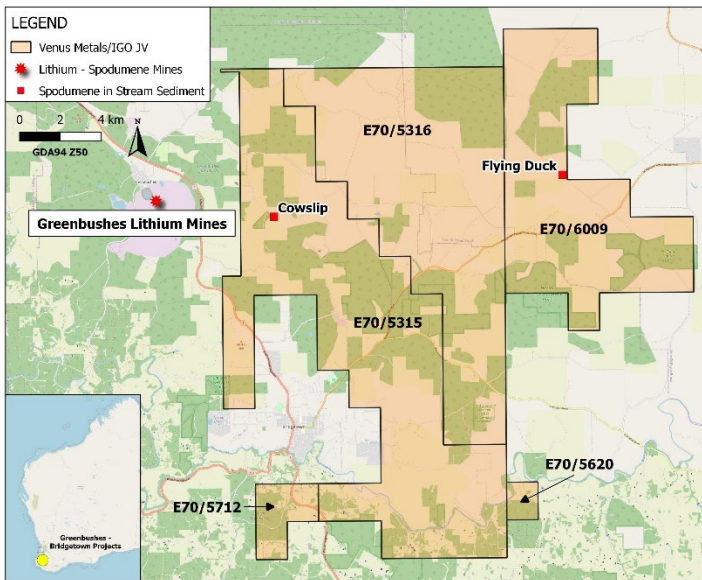 LEGEND
Venus Metals/IGO JV
Lithium - Spodumene Mines
Spodumene in Stream Sediment
0 2 4 km
N
GDA94 Z50
E70/5316
Flying Duck
Cowslip
Greenbushes Lithium Mines
E70/6009
E70/5315
E70/5620
E70/5712
Greenbushes -
Bridgetown Projects